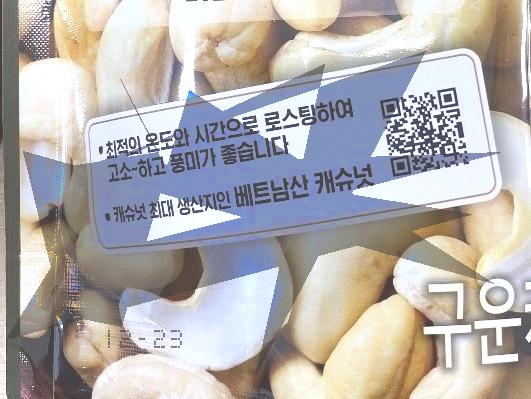 • 최적의 온도와 시간으로 로스팅하여
고소~하고 풍미가 좋습니다
• 캐슈넛 최대 생산지인 베트남산 캐슈넛
구운
12-23